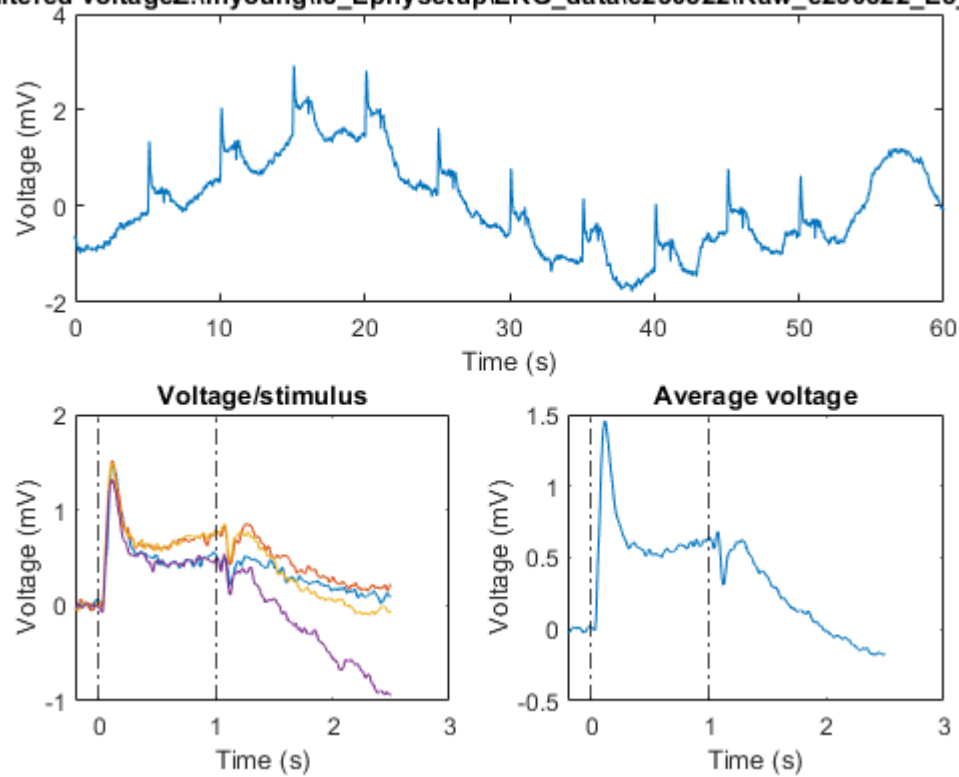 4
2
0
-2
Voltage (mV)
0 10 20 30 40 50 60
Time (s)
Voltage/stimulus
2
1
0
-1
Voltage (mV)
0 1 2 3
Time (s)
Average voltage
1.5
1
0.5
0
-0.5
Voltage (mV)
0 1 2 3
Time (s)